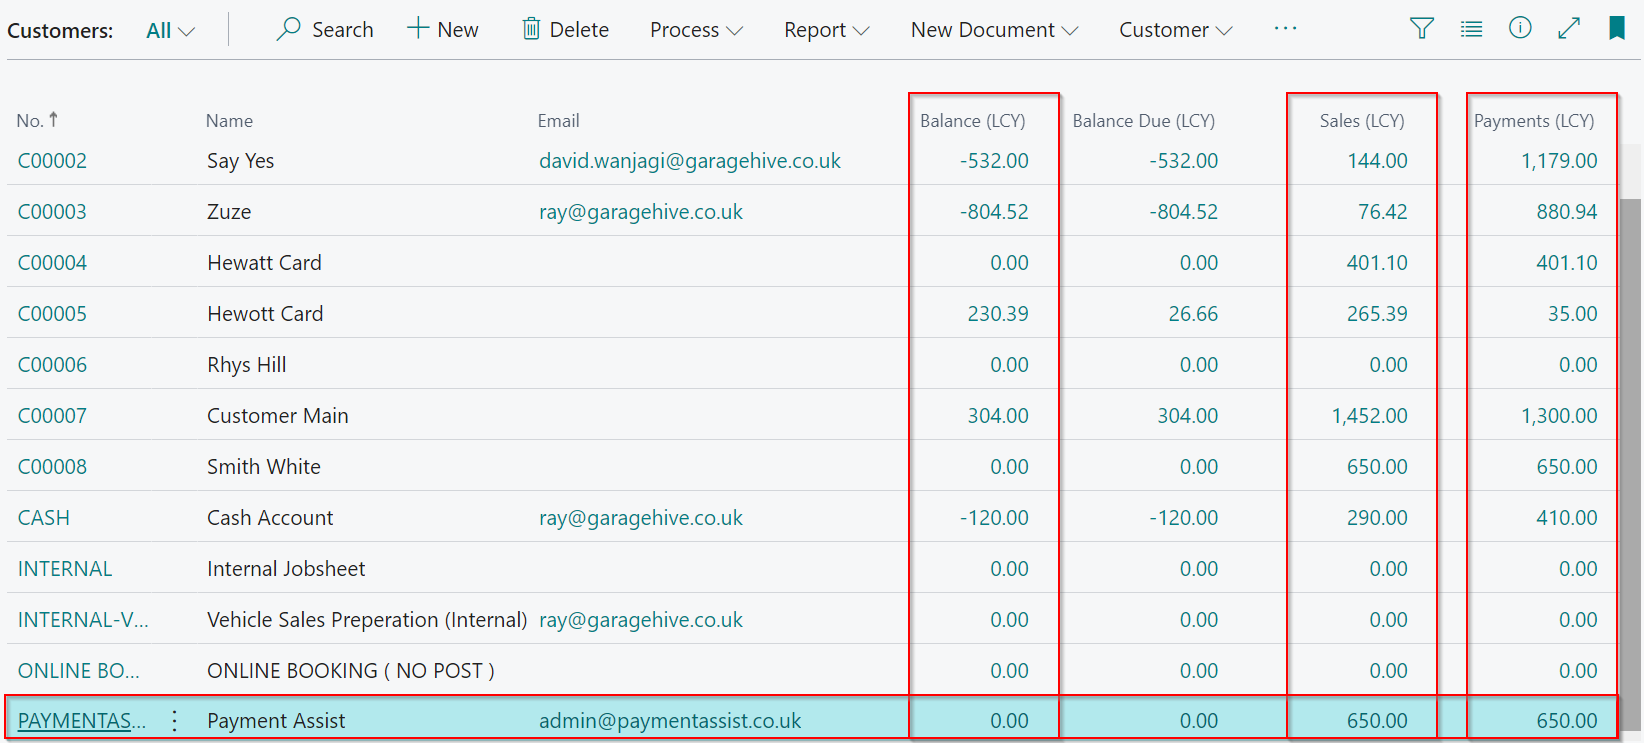 Customers: All Search New Delete Process Report New Document Customer ...
No. ↑ Name Email Balance (LCY) Balance Due (LCY) Sales (LCY) Payments (LCY)
C00002 Say Yes david.wanjagi@garagehive.co.uk -532.00 -532.00 144.00 1,179.00
C00003 Zuze ray@garagehive.co.uk -804.52 -804.52 76.42 880.94
C00004 Hewatt Card 0.00 0.00 401.10 401.10
C00005 Hewott Card 230.39 26.66 265.39 35.00
C00006 Rhys Hill 0.00 0.00 0.00 0.00
C00007 Customer Main 304.00 304.00 1,452.00 1,300.00
C00008 Smith White 0.00 0.00 650.00 650.00
CASH Cash Account ray@garagehive.co.uk -120.00 -120.00 290.00 410.00
INTERNAL Internal Jobsheet 0.00 0.00 0.00 0.00
INTERNAL-V... Vehicle Sales Preperation (Internal) ray@garagehive.co.uk 0.00 0.00 0.00 0.00
ONLINE BO... ONLINE BOOKING ( NO POST ) 0.00 0.00 0.00 0.00
PAYMENTAS... Payment Assist admin@paymentassist.co.uk 0.00 0.00 650.00 650.00